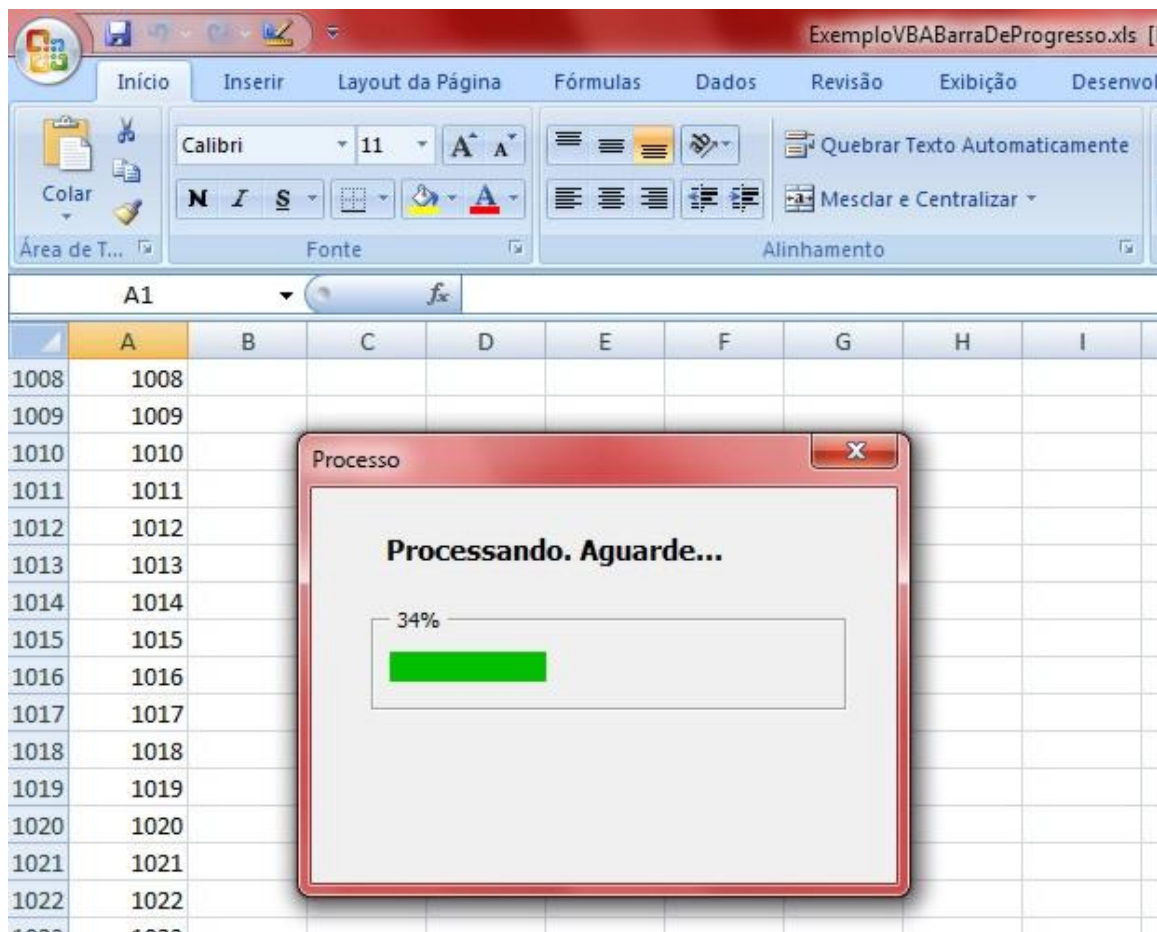 ExemploVBABarraDeProgresso.xls [
Início Inserir Layout da Página Fórmulas Dados Revisão Exibição Desenvol
Calibri 11 A A Quebrar Texto Automaticamente
Colar N I S A Mesclar e Centralizar
Área de T... Fonte Alinhamento
A1 fx
A B C D E F G H I
1008 1008
1009 1009
1010 1010
1011 1011
1012 1012
1013 1013
1014 1014
1015 1015
1016 1016
1017 1017
1018 1018
1019 1019
1020 1020
1021 1021
1022 1022
Processo
Processando. Aguarde...
34%